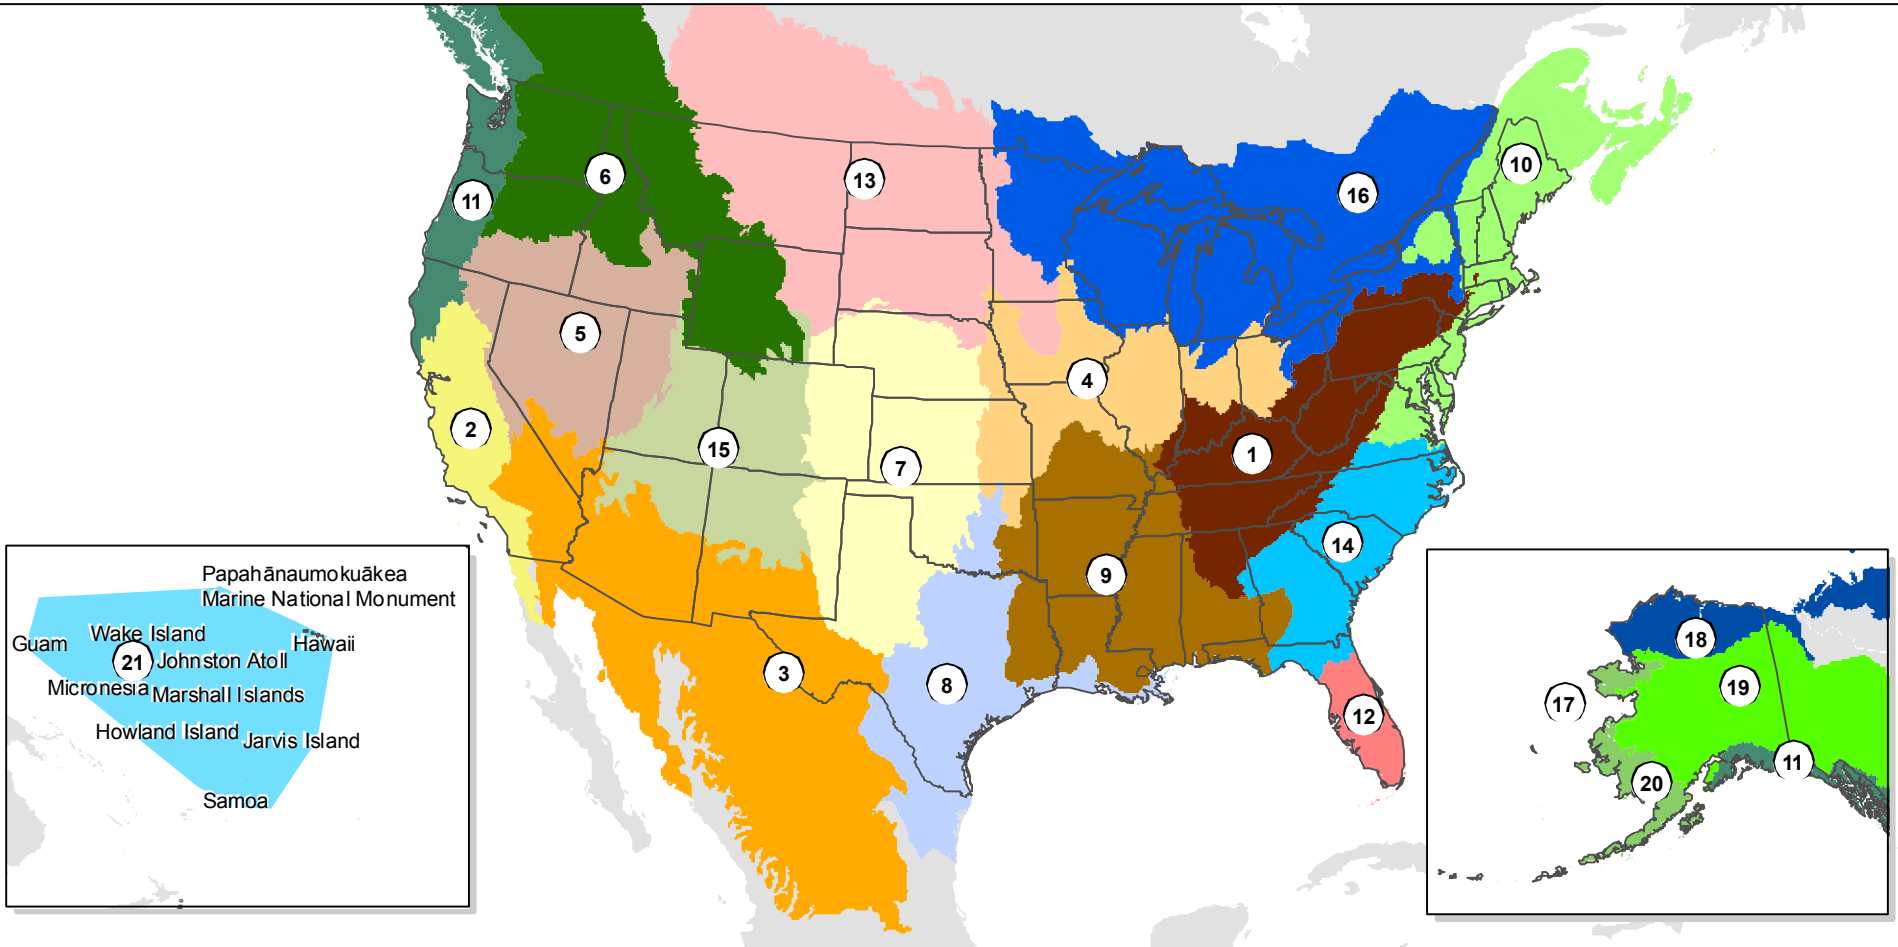 10
6
13
16
11
5
4
2
15
1
7
14
9
3
8
12
Papahānaumokuākea
Marine National Monument
Wake Island
Guam
Hawaii
21
Johnston Atoll
Micronesia
Marshall Islands
Howland Island
Jarvis Island
Samoa
18
19
17
11
20